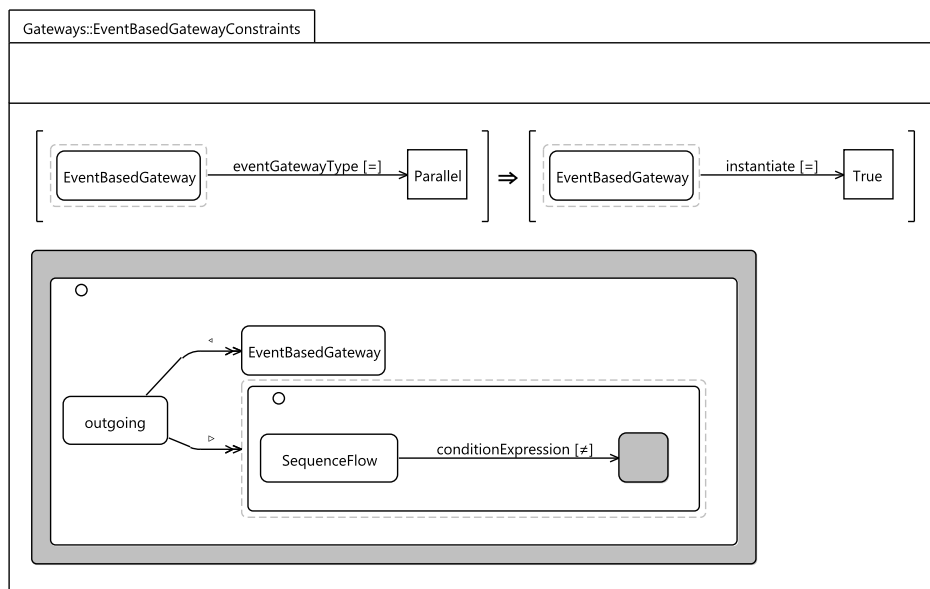 Gateways::EventBasedGatewayConstraints
EventBasedGateway eventGatewayType [=] Parallel ⇒ EventBasedGateway instantiate [=] True
EventBasedGateway
outgoing
SequenceFlow conditionExpression [≠]